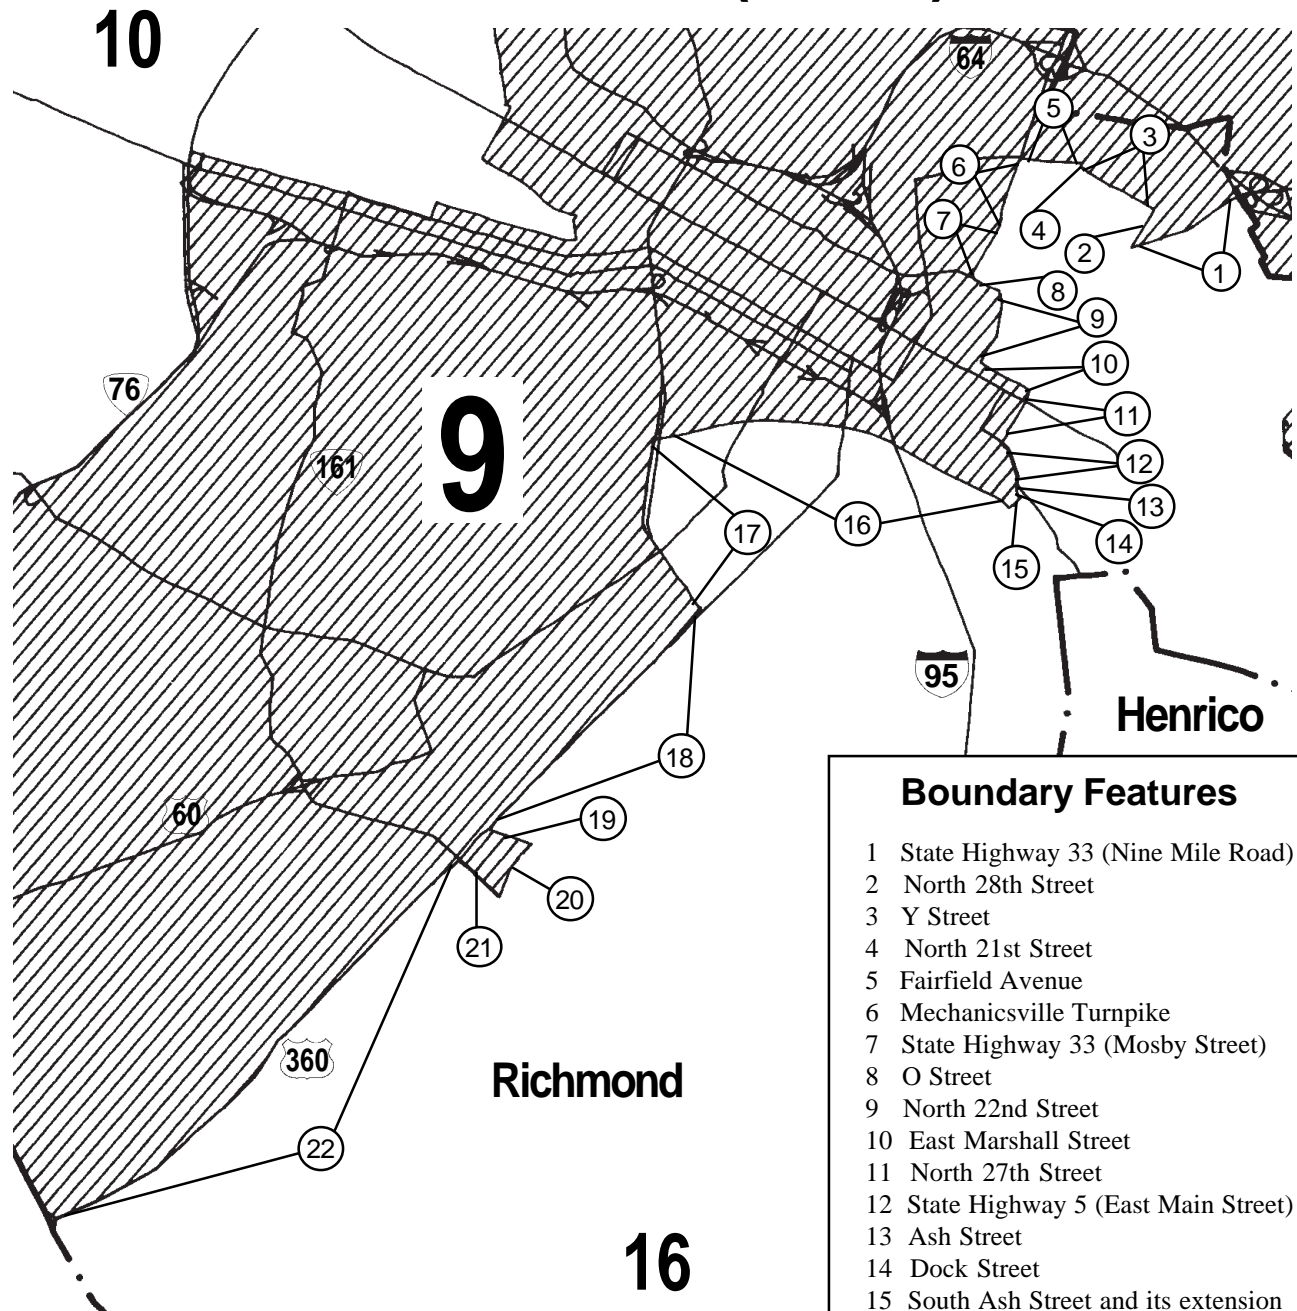 10
64
5
3
6
7
4
2
1
8
9
76
10
9
11
161
12
13
17
16
14
15
95
Henrico
18
Boundary Features
60
19
1 State Highway 33 (Nine Mile Road)
2 North 28th Street
20
3 Y Street
21
4 North 21st Street
5 Fairfield Avenue
6 Mechanicsville Turnpike
360
7 State Highway 33 (Mosby Street)
Richmond
8 O Street
9 North 22nd Street
22
10 East Marshall Street
11 North 27th Street
12 State Highway 5 (East Main Street)
13 Ash Street
16
14 Dock Street
15 South Ash Street and its extension